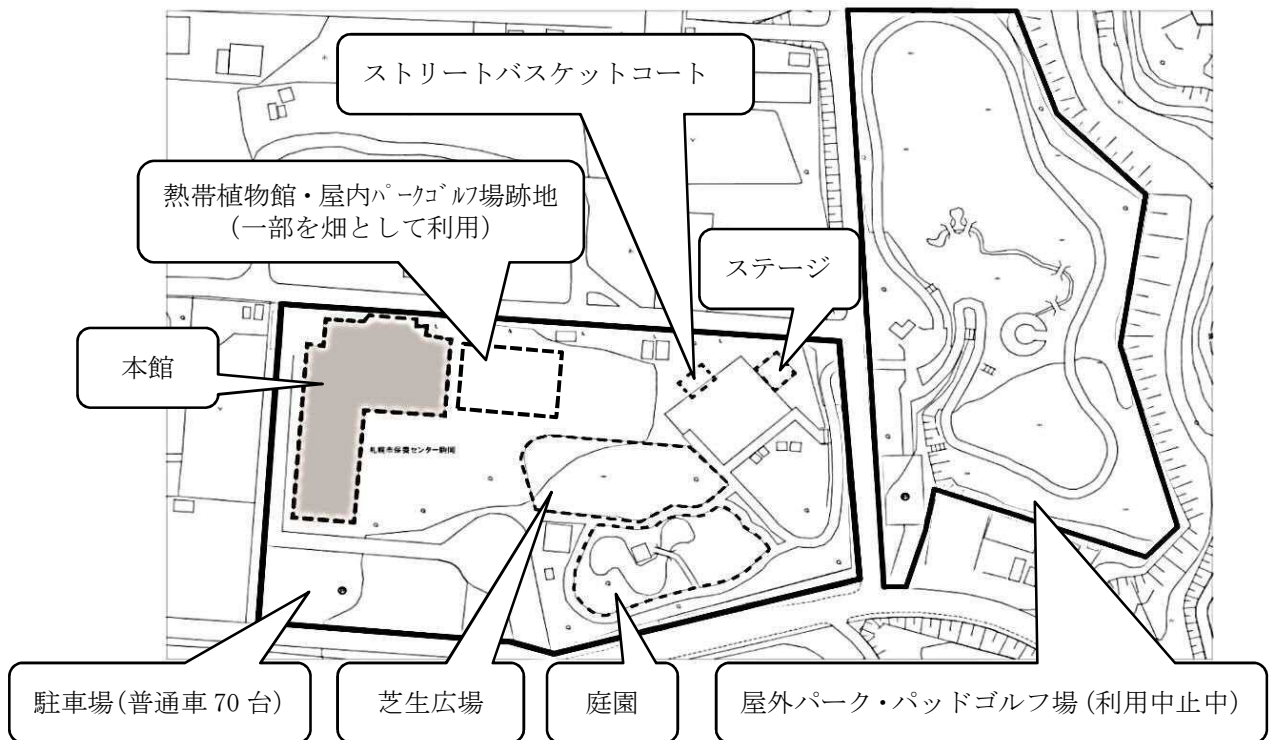 ストリートバスケットコート
熱帯植物館・屋内パークゴルフ場跡地
(一部を畑として利用)
ステージ
本館
札幌市保養センター駒岡
駐車場(普通車 70 台)
芝生広場
庭園
屋外パーク・パッドゴルフ場 (利用中止中)